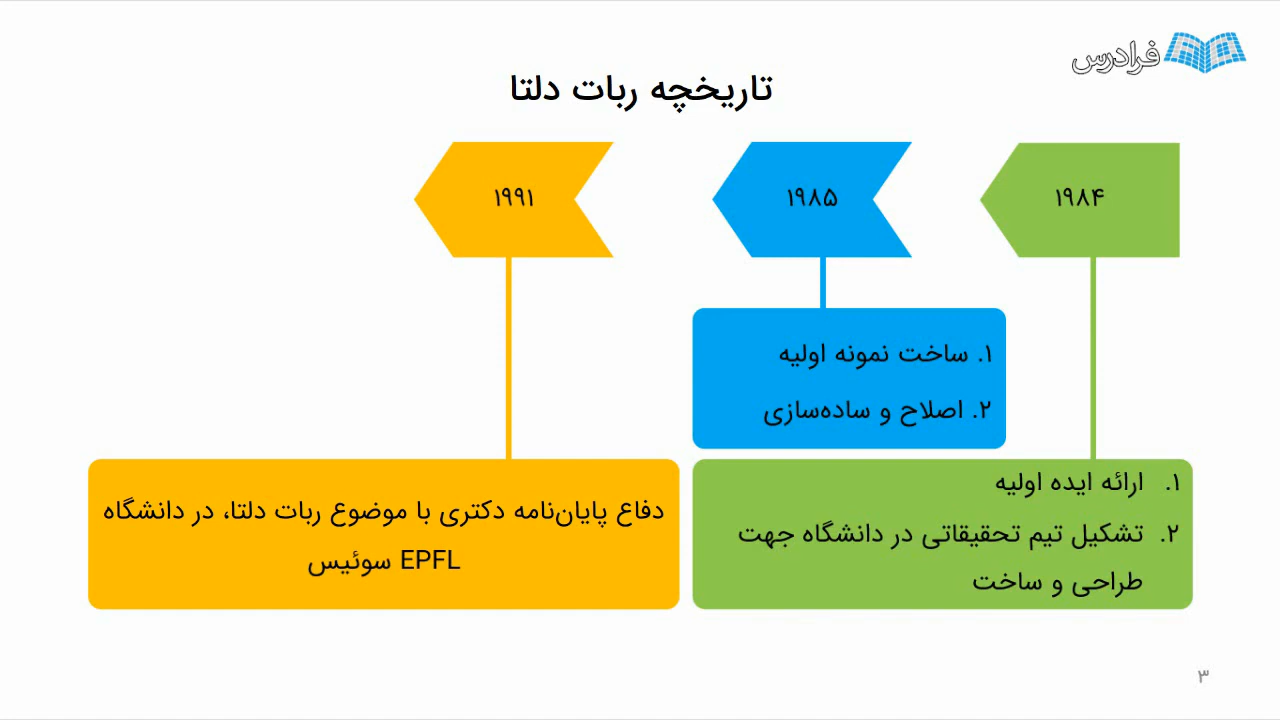 فرادرس
تاریخچه ربات دلتا
۱۹۸۴
۱۹۸۵
۱۹۹۱
۱. ساخت نمونه اولیه
۲. اصلاح و ساده‌سازی
۱. ارائه ایده اولیه
۲. تشکیل تیم تحقیقاتی در دانشگاه جهت
طراحی و ساخت
دفاع پایان‌نامه دکتری با موضوع ربات دلتا، در دانشگاه
EPFL سوئیس
۳